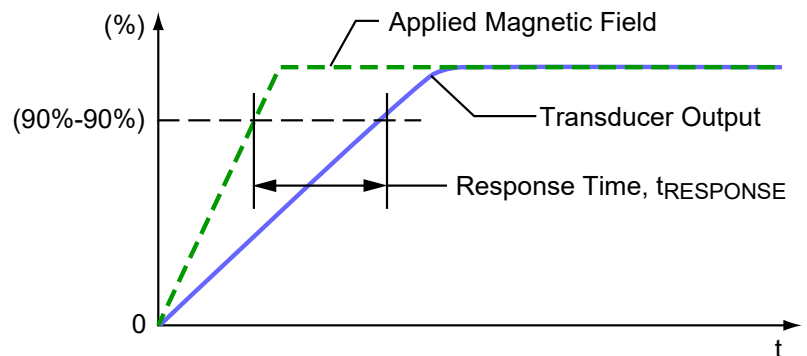 (%)
Applied Magnetic Field
(90%-90%)
Transducer Output
Response Time, tRESPONSE
0
t